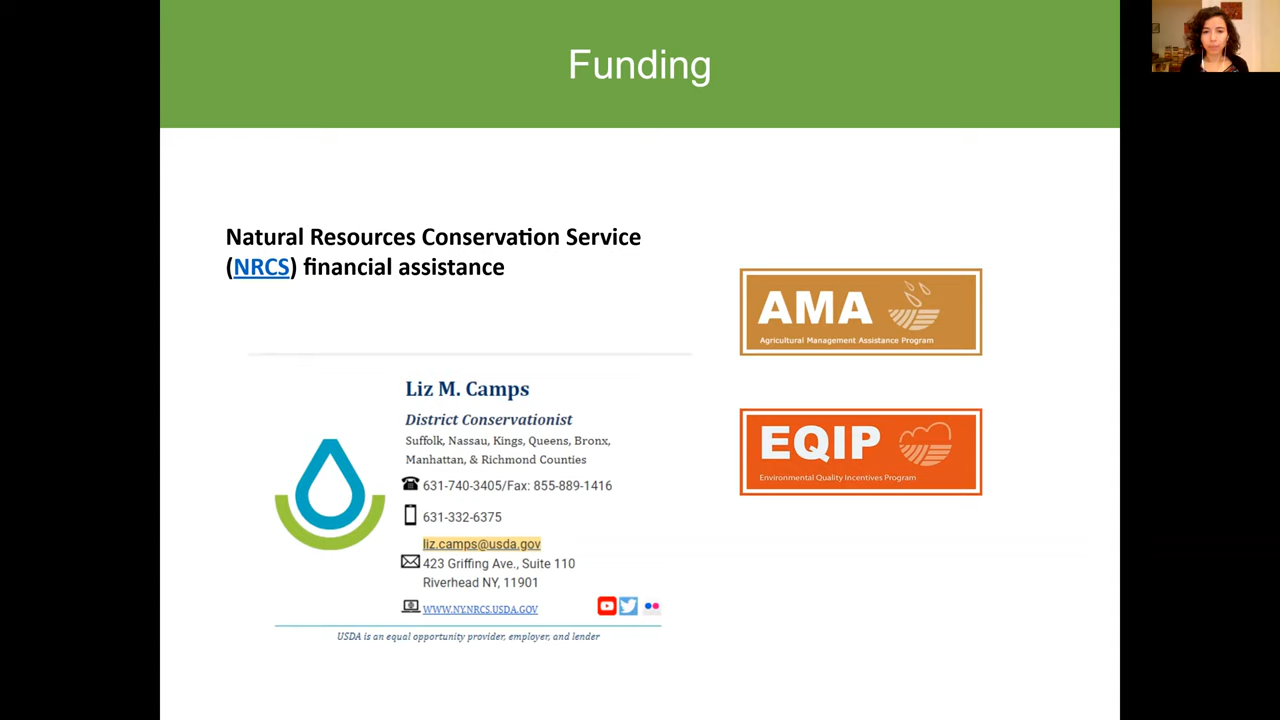 Funding
Natural Resources Conservation Service
(NRCS) financial assistance
AMA
Agricultural Management Assistance Program
Liz M. Camps
District Conservationist
Suffolk, Nassau, Kings, Queens, Bronx,
Manhattan, & Richmond Counties
631-740-3405/Fax: 855-889-1416
631-332-6375
liz.camps@usda.gov
423 Griffing Ave., Suite 110
Riverhead NY, 11901
WWW.NY.NRCS.USDA.GOV
USDA is an equal opportunity provider, employer, and lender
EQIP
Environmental Quality Incentives Program